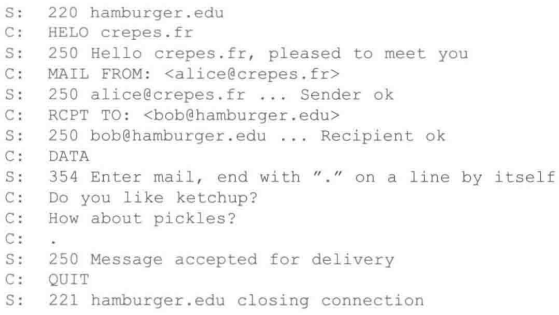 S: 220 hamburger.edu
C: HELO crepes.fr
S: 250 Hello crepes.fr, pleased to meet you
C: MAIL FROM: <alice@crepes.fr>
S: 250 alice@crepes.fr ... Sender ok
C: RCPT TO: <bob@hamburger.edu>
S: 250 bob@hamburger.edu ... Recipient ok
C: DATA
S: 354 Enter mail, end with "." on a line by itself
C: Do you like ketchup?
C: How about pickles?
C: .
S: 250 Message accepted for delivery
C: QUIT
S: 221 hamburger.edu closing connection